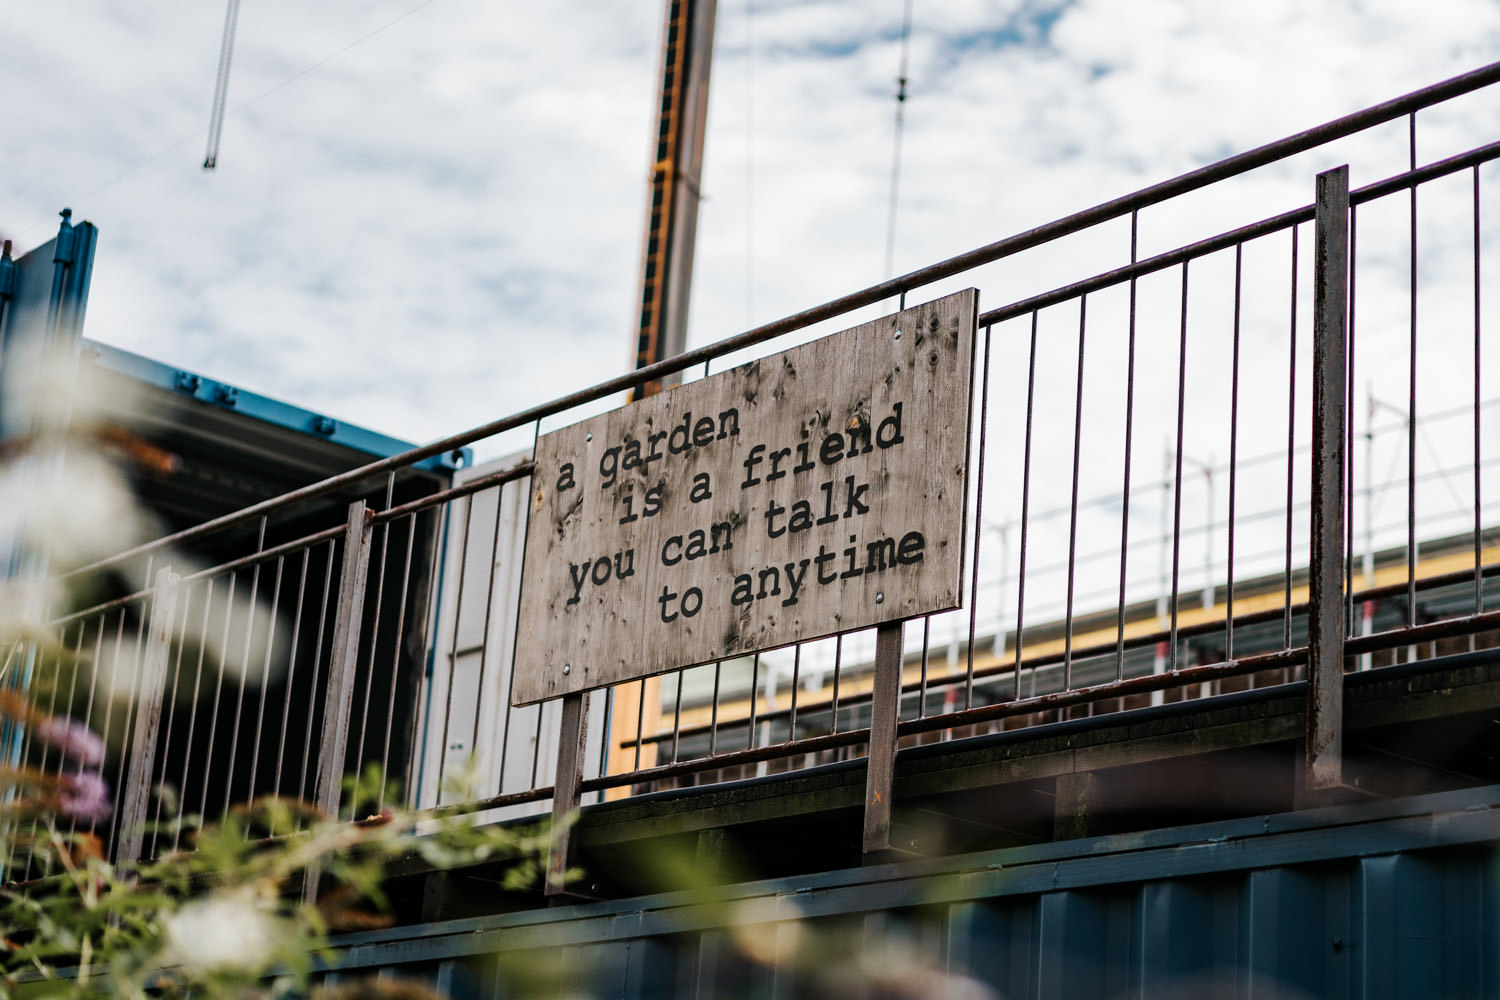 a garden
is a friend
you can talk
to anytime